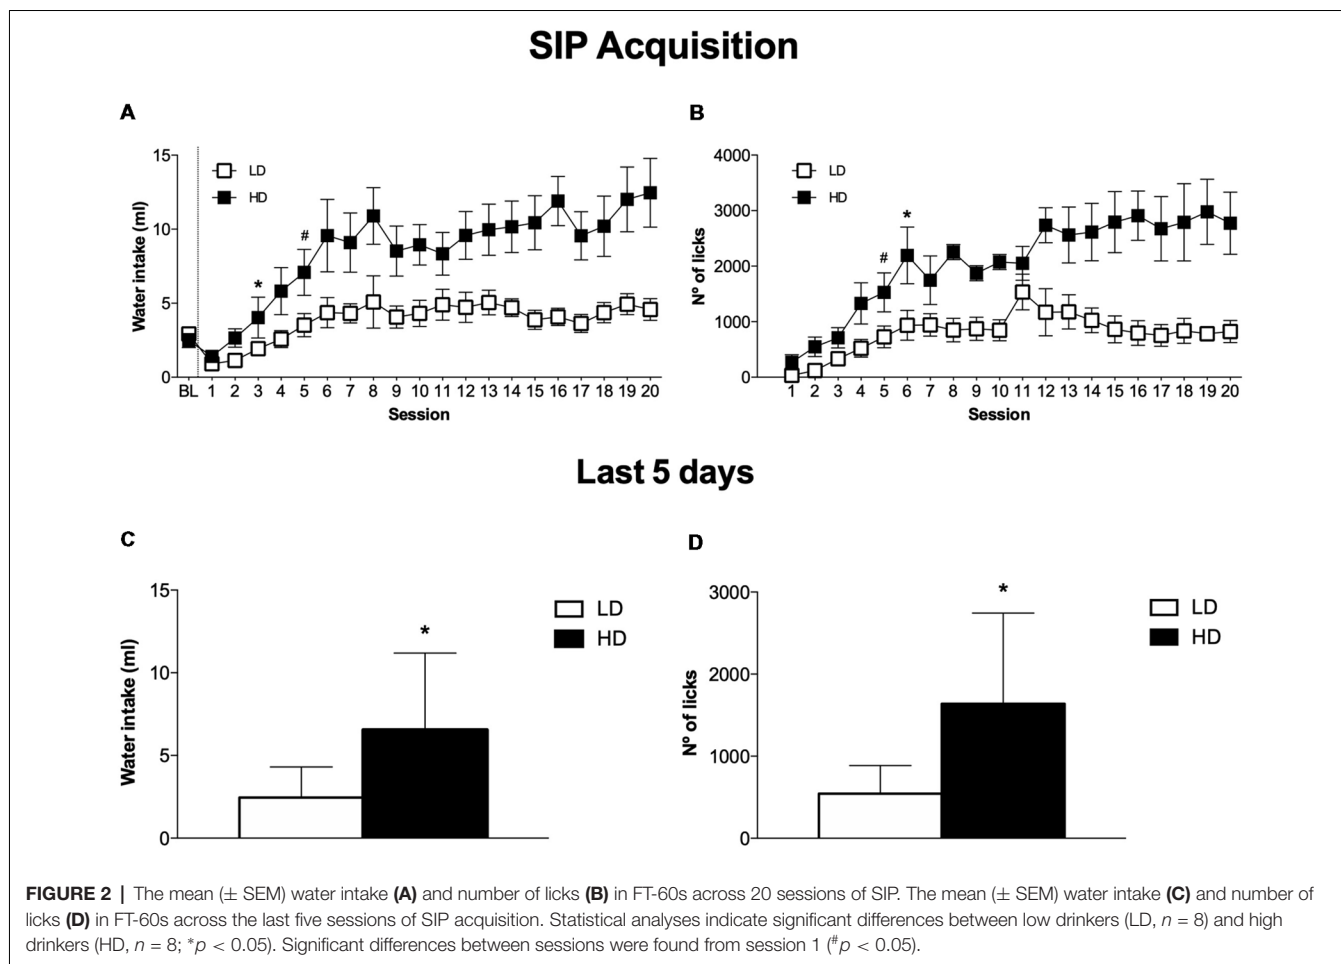 SIP Acquisition
A
15
10
5
0
Water intake (ml)
LD
HD
*
#
BL 1 2 3 4 5 6 7 8 9 10 11 12 13 14 15 16 17 18 19 20
Session
B
4000
3000
2000
1000
0
Nº of licks
LD
HD
#
*
1 2 3 4 5 6 7 8 9 10 11 12 13 14 15 16 17 18 19 20
Session
Last 5 days
C
15
10
5
0
Water intake (ml)
*
LD
HD
D
3000
2000
1000
0
Nº of licks
*
LD
HD
FIGURE 2 | The mean (± SEM) water intake (A) and number of licks (B) in FT-60s across 20 sessions of SIP. The mean (± SEM) water intake (C) and number of
licks (D) in FT-60s across the last five sessions of SIP acquisition. Statistical analyses indicate significant differences between low drinkers (LD, n = 8) and high
drinkers (HD, n = 8; *p < 0.05). Significant differences between sessions were found from session 1 (#p < 0.05).